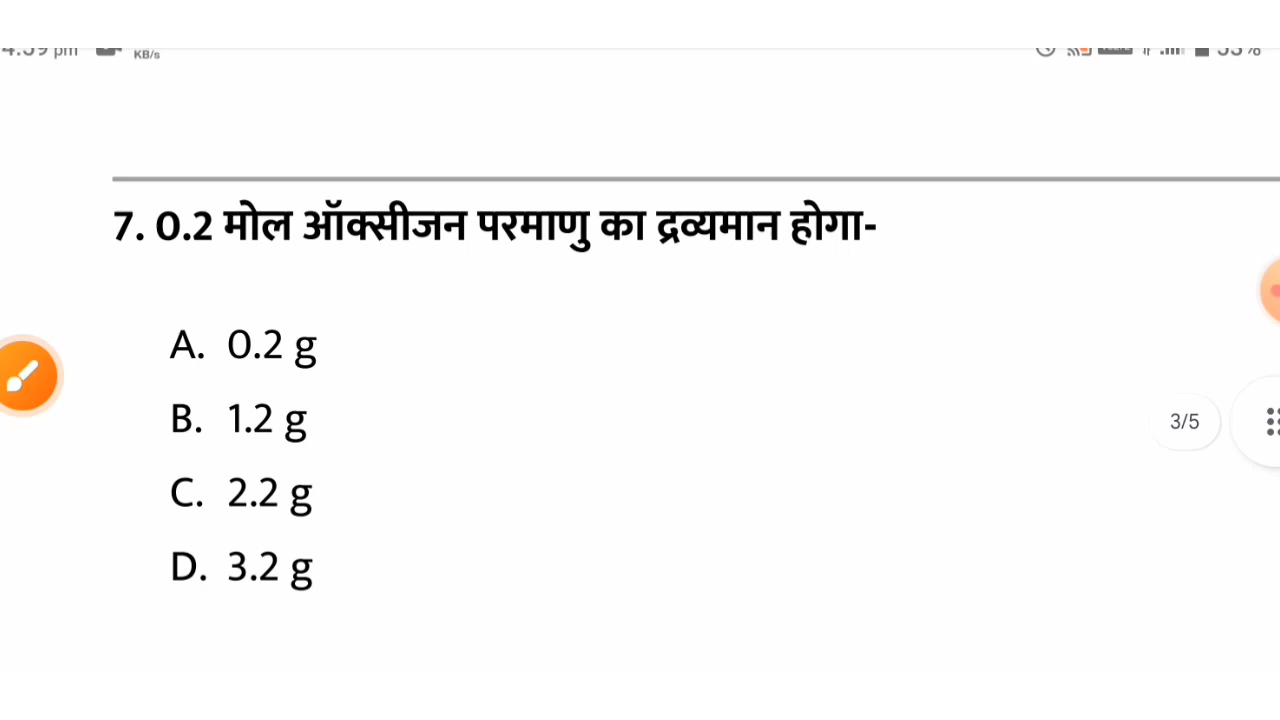 pm
KB/s
7. 0.2 मोल ऑक्सीजन परमाणु का द्रव्यमान होगा-
A. 0.2 g
B. 1.2 g
C. 2.2 g
3/5
D. 3.2 g